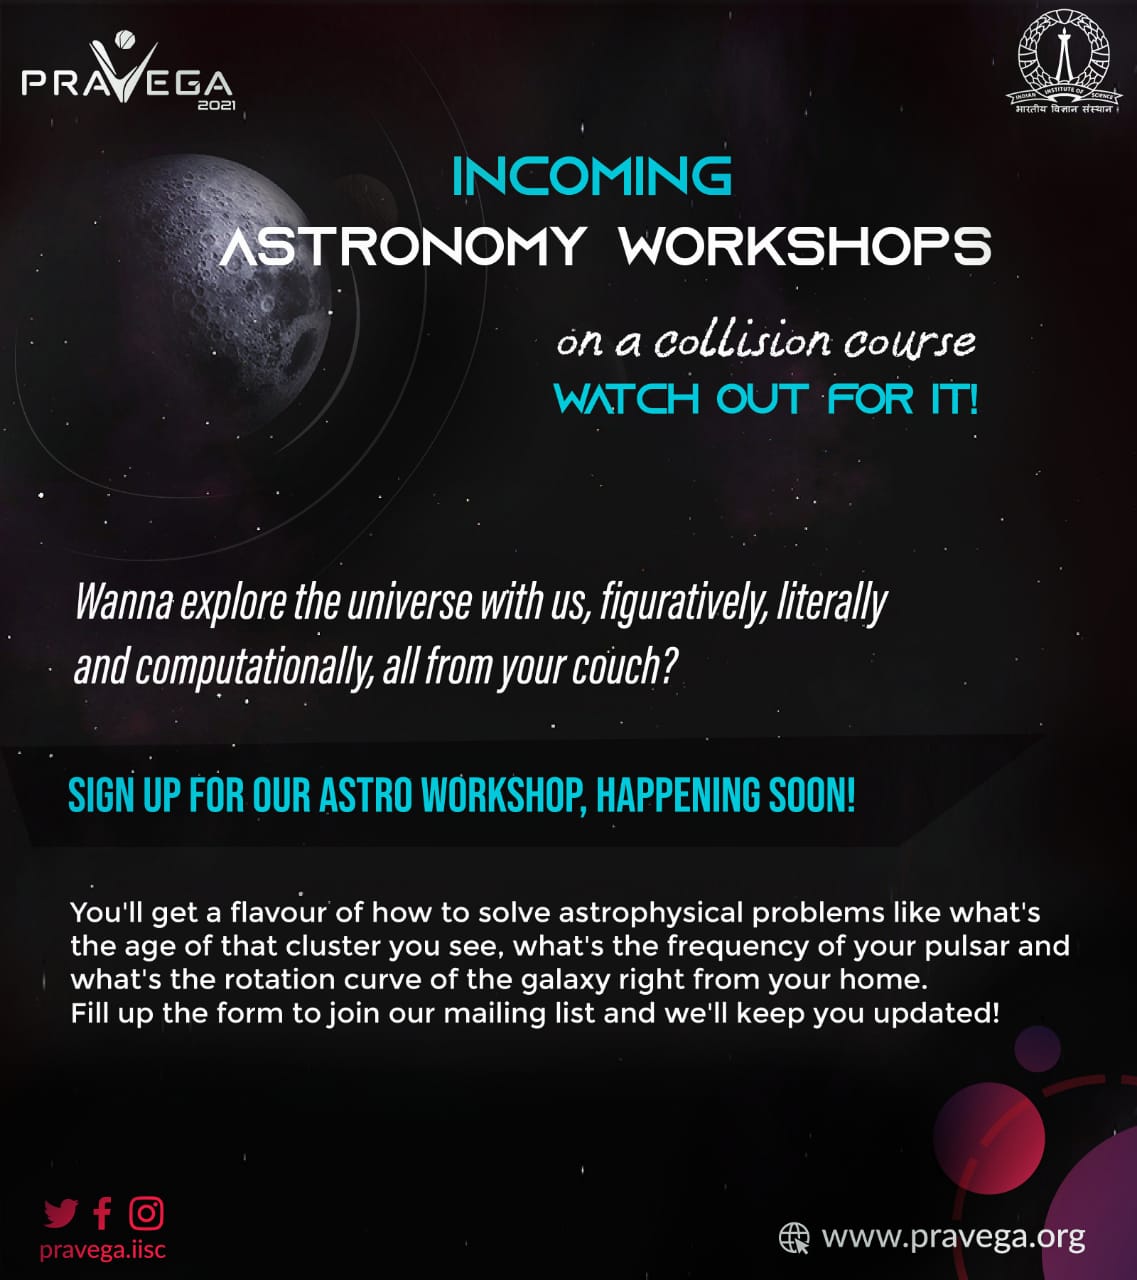 PRAVEGA
2021
INDIAN INSTITUTE OF SCIENCE
भारतीय विज्ञान संस्थान
INCOMING
ASTRONOMY WORKSHOPS
on a collision course
WATCH OUT FOR IT!
Wanna explore the universe with us, figuratively, literally
and computationally, all from your couch?
SIGN UP FOR OUR ASTRO WORKSHOP, HAPPENING SOON!
You'll get a flavour of how to solve astrophysical problems like what's
the age of that cluster you see, what's the frequency of your pulsar and
what's the rotation curve of the galaxy right from your home.
Fill up the form to join our mailing list and we'll keep you updated!
pravega.iisc
www.pravega.org